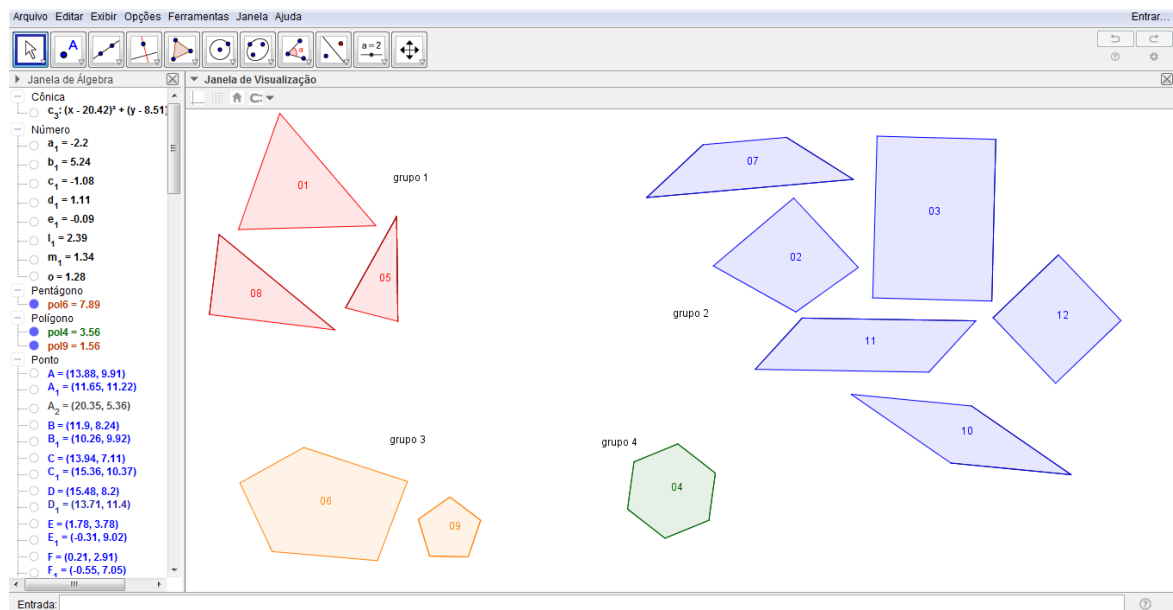 Arquivo Editar Exibir Opções Ferramentas Janela Ajuda
Entrar...
A
α
a = 2
Janela de Álgebra
Janela de Visualização
Cônica
c₃: (x - 20.42)² + (y - 8.51)
Número
a₁ = -2.2
b₁ = 5.24
c₁ = -1.08
d₁ = 1.11
e₁ = -0.09
l₁ = 2.39
m₁ = 1.34
o = 1.28
Pentágono
pol6 = 7.89
Polígono
pol4 = 3.56
pol9 = 1.56
Ponto
A = (13.88, 9.91)
A₁ = (11.65, 11.22)
A₂ = (20.35, 5.36)
B = (11.9, 8.24)
B₁ = (10.26, 9.92)
C = (13.94, 7.11)
C₁ = (15.36, 10.37)
D = (15.48, 8.2)
D₁ = (13.71, 11.4)
E = (1.78, 3.78)
E₁ = (-0.31, 9.02)
F = (0.21, 2.91)
F₁ = (-0.55, 7.05)
01
grupo 1
08
05
07
03
02
grupo 2
12
11
10
grupo 3
06
09
grupo 4
04
Entrada: